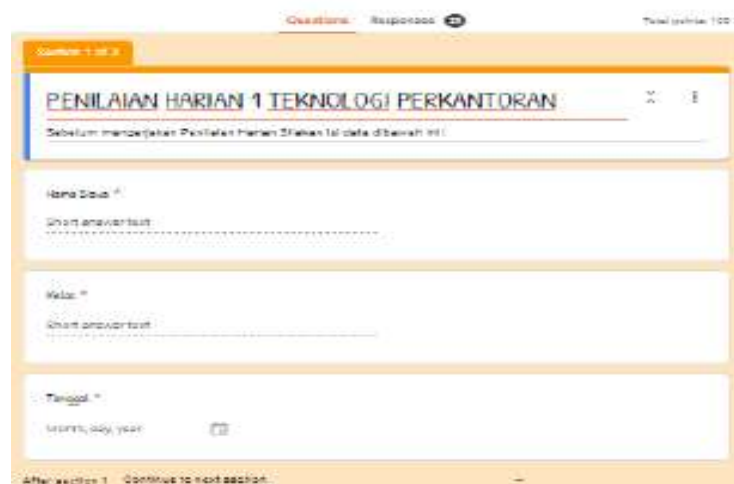 Questions Responses
Total points: 100
Section 1 of 3
PENILAIAN HARIAN 1 TEKNOLOGI PERKANTORAN
Sebelum mengerjakan Penilaian Harian Silakan isi data dibawah ini!
Nama Siswa *
Short answer text
Kelas *
Short answer text
Tanggal *
Month, day, year
After section 1 Continue to next section